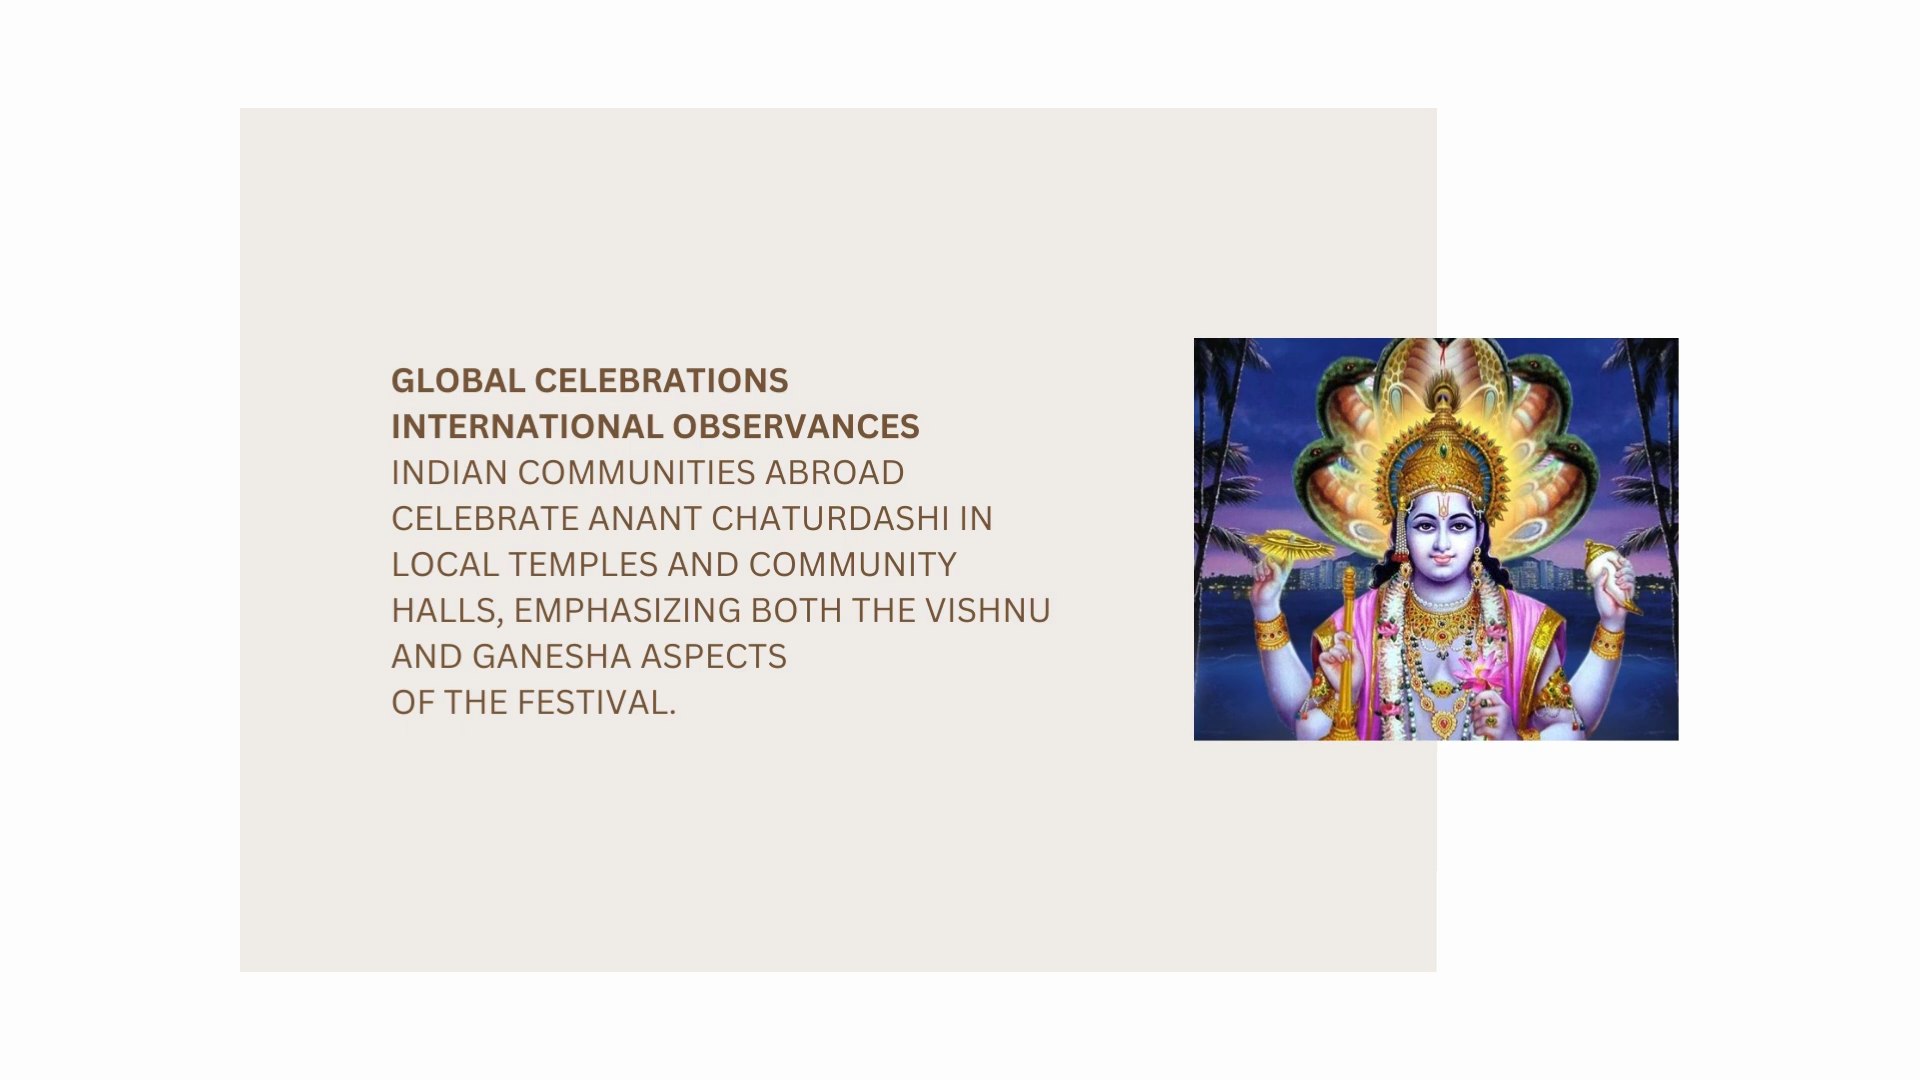 GLOBAL CELEBRATIONS
INTERNATIONAL OBSERVANCES
INDIAN COMMUNITIES ABROAD
CELEBRATE ANANT CHATURDASHI IN
LOCAL TEMPLES AND COMMUNITY
HALLS, EMPHASIZING BOTH THE VISHNU
AND GANESHA ASPECTS
OF THE FESTIVAL.